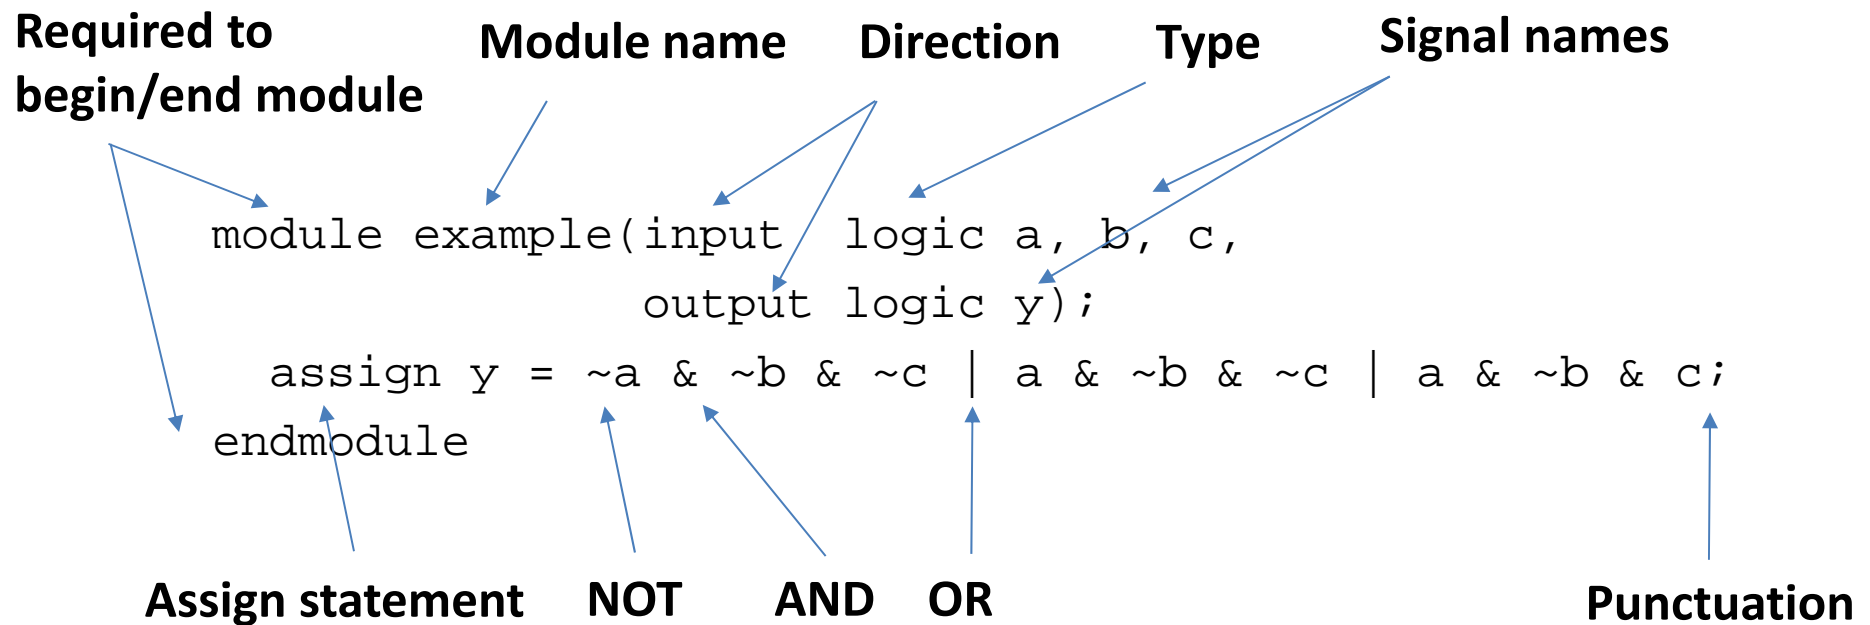 Required to
begin/end module
Module name
Direction
Type
Signal names
module example(input  logic a, b, c,
               output logic y);
  assign y = ~a & ~b & ~c | a & ~b & ~c | a & ~b & c;
endmodule
Assign statement
NOT
AND
OR
Punctuation